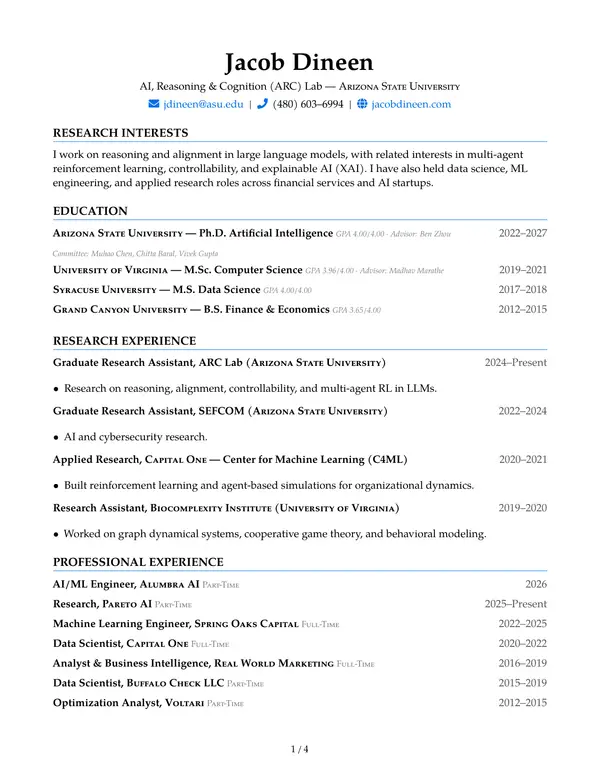 Jacob Dineen
AI, Reasoning & Cognition (ARC) Lab — Arizona State University
jdineen@asu.edu | (480) 603–6994 | jacobdineen.com
RESEARCH INTERESTS
I work on reasoning and alignment in large language models, with related interests in multi-agent
reinforcement learning, controllability, and explainable AI (XAI). I have also held data science, ML
engineering, and applied research roles across financial services and AI startups.
EDUCATION
Arizona State University — Ph.D. Artificial Intelligence GPA 4.00/4.00 · Advisor: Ben Zhou 2022–2027
Committee: Muhao Chen, Chitta Baral, Vivek Gupta
University of Virginia — M.Sc. Computer Science GPA 3.96/4.00 · Advisor: Madhav Marathe 2019–2021
Syracuse University — M.S. Data Science GPA 4.00/4.00 2017–2018
Grand Canyon University — B.S. Finance & Economics GPA 3.65/4.00 2012–2015
RESEARCH EXPERIENCE
Graduate Research Assistant, ARC Lab (Arizona State University) 2024–Present
• Research on reasoning, alignment, controllability, and multi-agent RL in LLMs.
Graduate Research Assistant, SEFCOM (Arizona State University) 2022–2024
• AI and cybersecurity research.
Applied Research, Capital One — Center for Machine Learning (C4ML) 2020–2021
• Built reinforcement learning and agent-based simulations for organizational dynamics.
Research Assistant, Biocomplexity Institute (University of Virginia) 2019–2020
• Worked on graph dynamical systems, cooperative game theory, and behavioral modeling.
PROFESSIONAL EXPERIENCE
AI/ML Engineer, Alumbra AI Part-Time 2026
Research, Pareto AI Part-Time 2025–Present
Machine Learning Engineer, Spring Oaks Capital Full-Time 2022–2025
Data Scientist, Capital One Full-Time 2020–2022
Analyst & Business Intelligence, Real World Marketing Full-Time 2016–2019
Data Scientist, Buffalo Check LLC Part-Time 2015–2019
Optimization Analyst, Voltari Part-Time 2012–2015
1 / 4